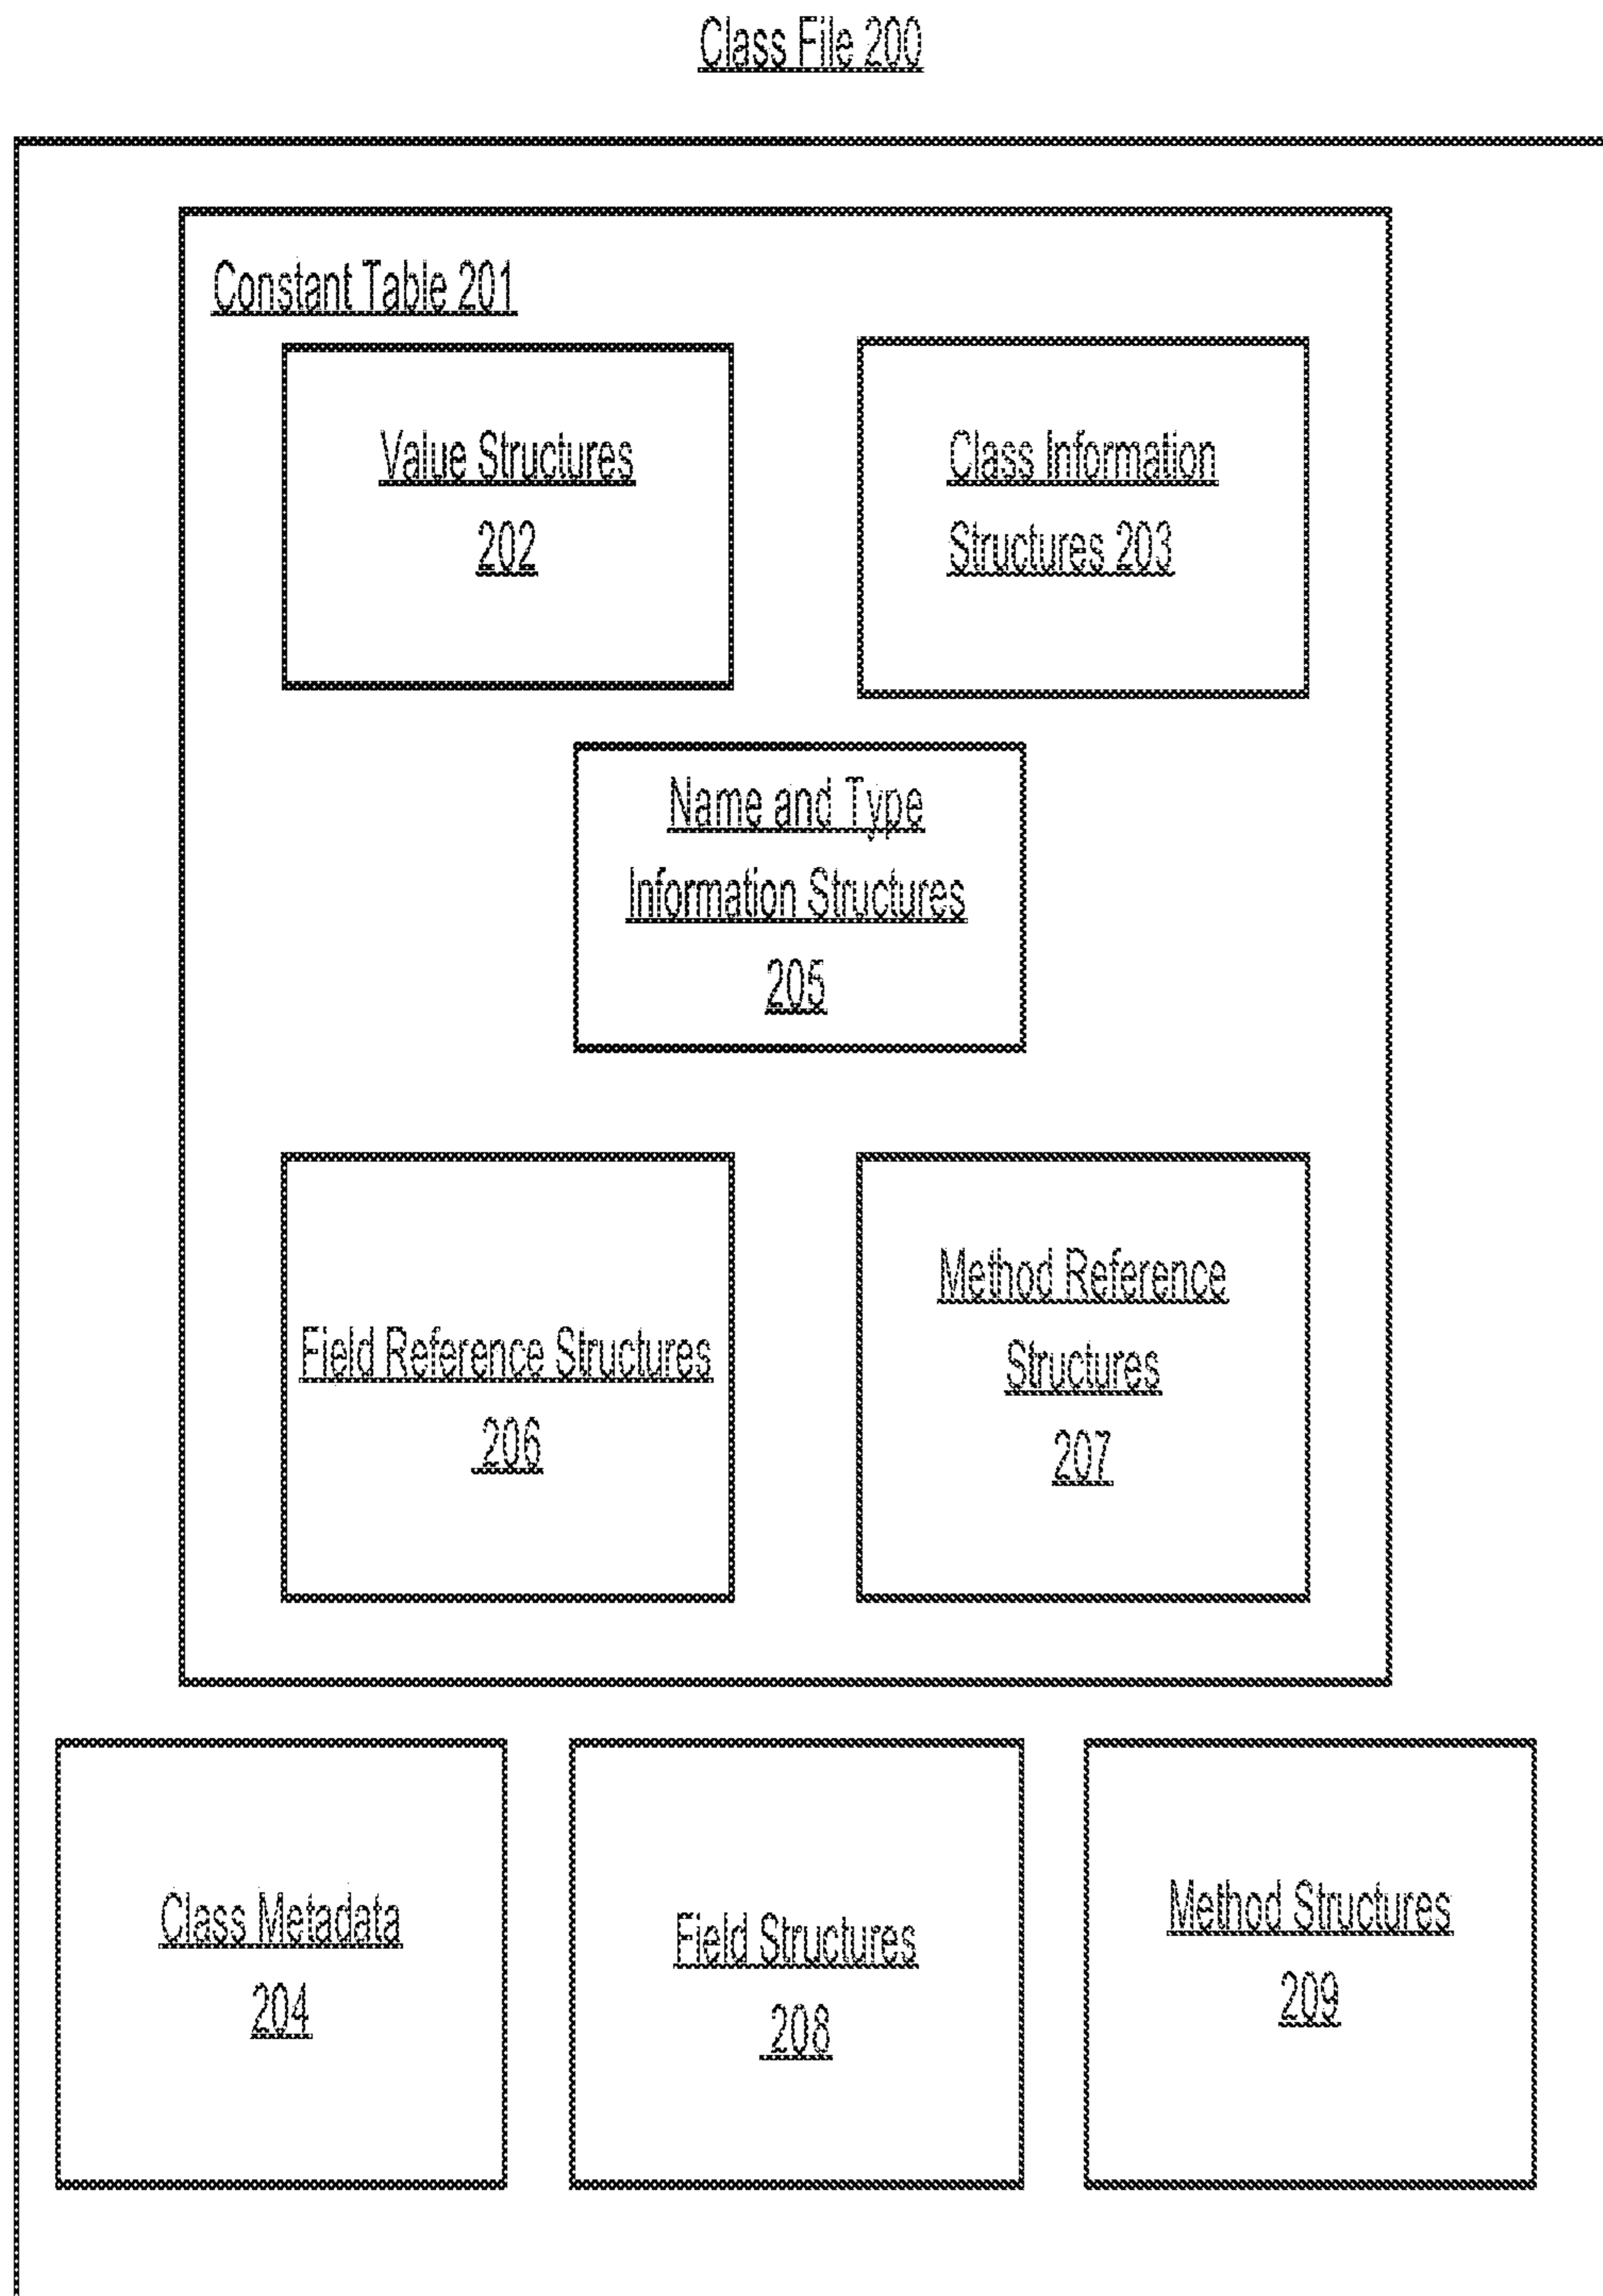 Class File 200
Constant Table 201
Value Structures
202
Class Information
Structures 203
Name and Type
Information Structures
205
Field Reference Structures
206
Method Reference
Structures
207
Class Metadata
204
Field Structures
208
Method Structures
209